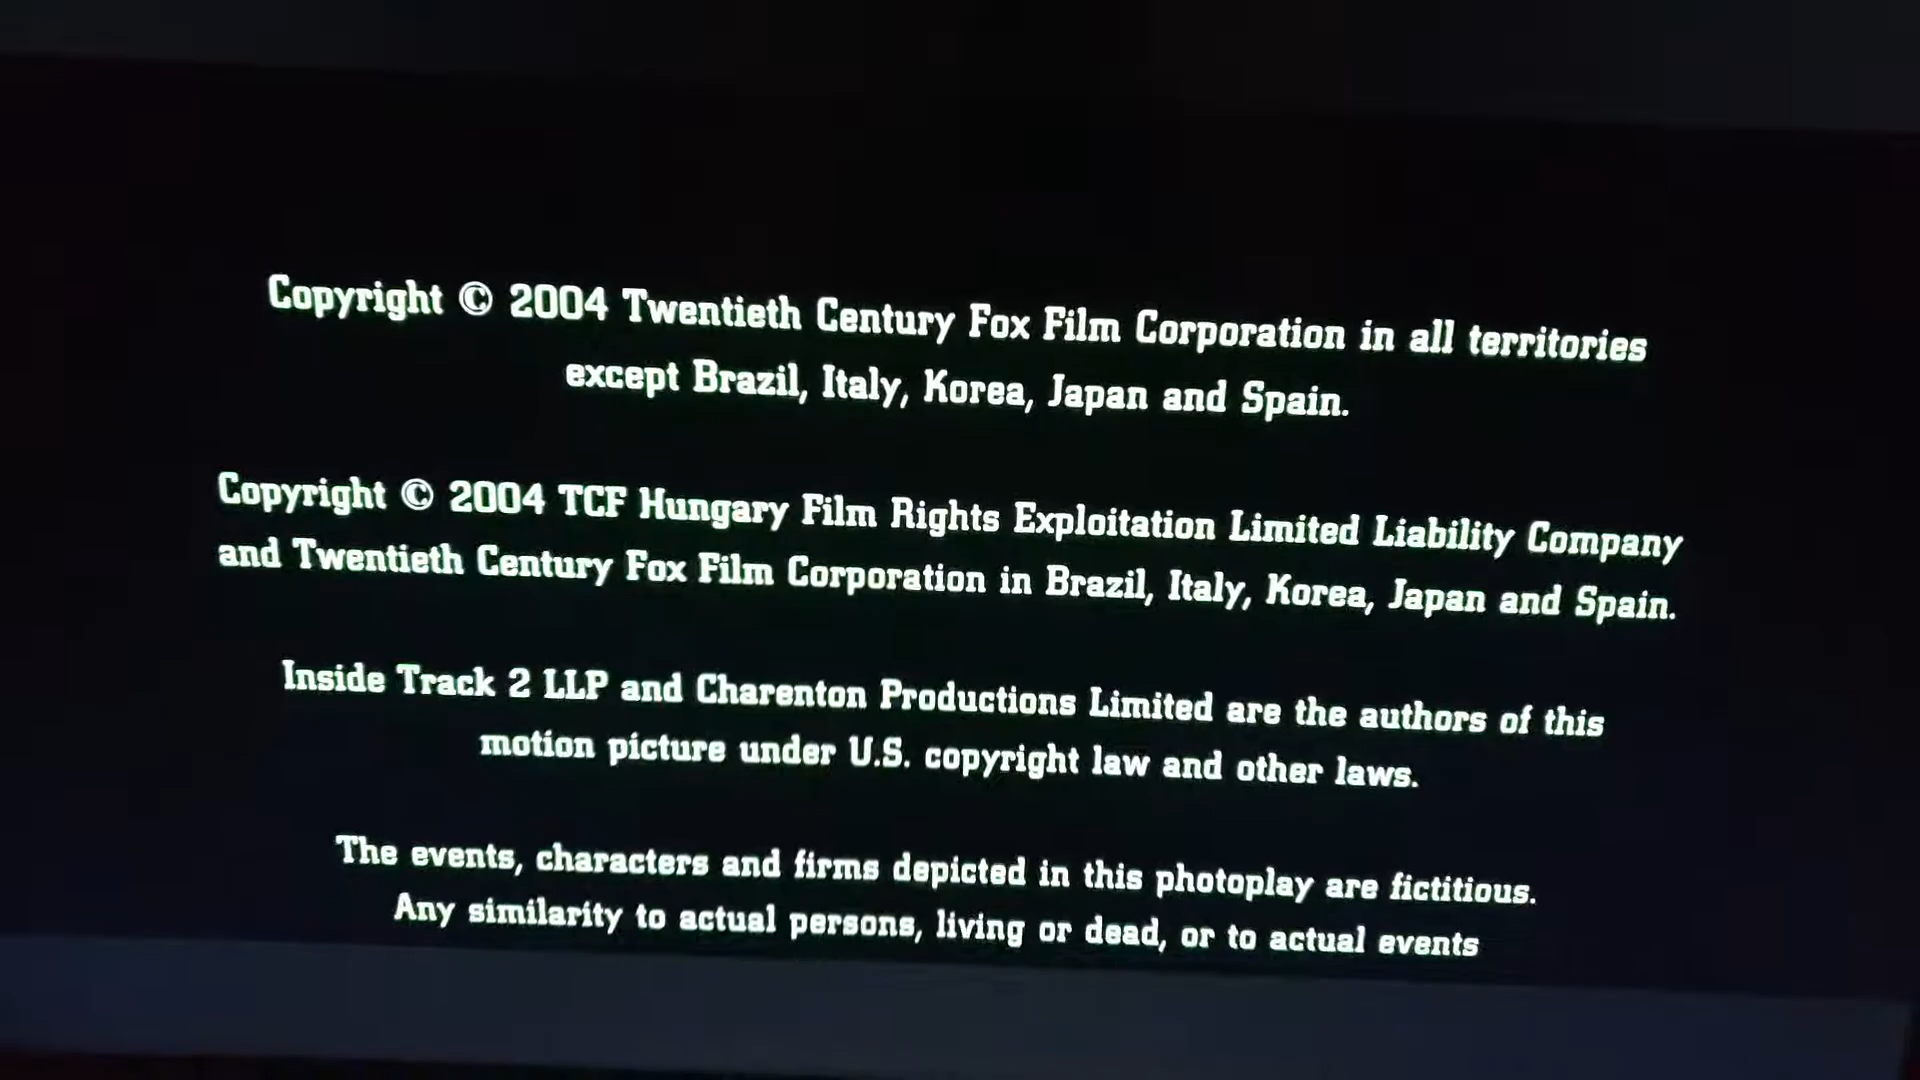 Copyright © 2004 Twentieth Century Fox Film Corporation in all territories
except Brazil, Italy, Korea, Japan and Spain.
Copyright © 2004 TCF Hungary Film Rights Exploitation Limited Liability Company
and Twentieth Century Fox Film Corporation in Brazil, Italy, Korea, Japan and Spain.
Inside Track 2 LLP and Charenton Productions Limited are the authors of this
motion picture under U.S. copyright law and other laws.
The events, characters and firms depicted in this photoplay are fictitious.
Any similarity to actual persons, living or dead, or to actual events